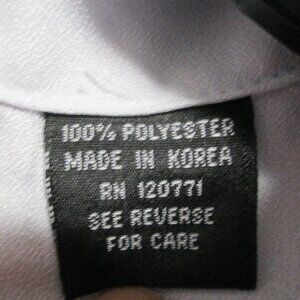 100% POLYESTER
MADE IN KOREA
RN 120771
SEE REVERSE
FOR CARE